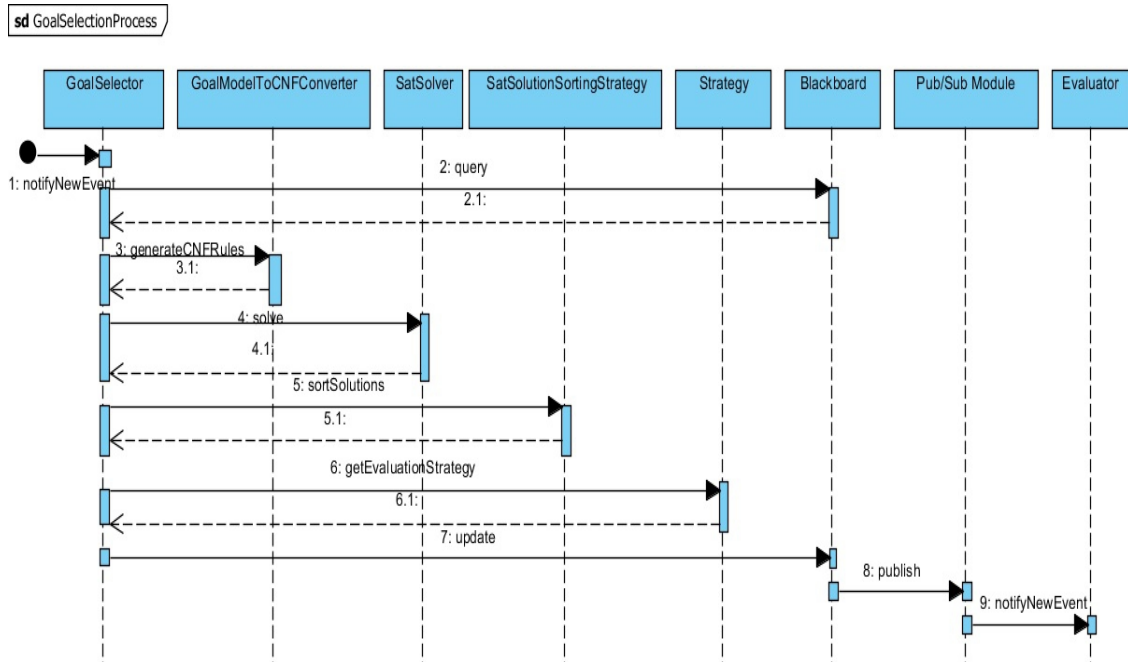 sd GoalSelectionProcess
GoalSelector
GoalModelToCNFConverter
SatSolver
SatSolutionSortingStrategy
Strategy
Blackboard
Pub/Sub Module
Evaluator
1: notifyNewEvent
2: query
2.1:
3: generateCNFRules
3.1:
4: solve
4.1:
5: sortSolutions
5.1:
6: getEvaluationStrategy
6.1:
7: update
8: publish
9: notifyNewEvent